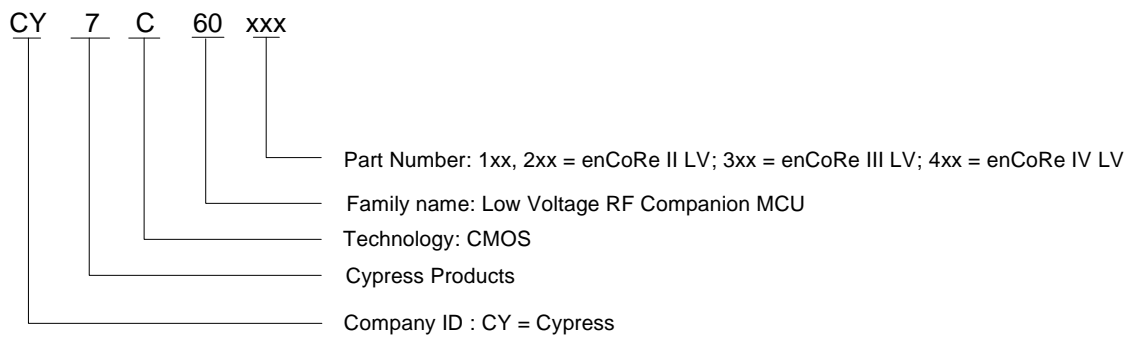 CY 7 C 60 xxx
Part Number: 1xx, 2xx = enCoRe II LV; 3xx = enCoRe III LV; 4xx = enCoRe IV LV
Family name: Low Voltage RF Companion MCU
Technology: CMOS
Cypress Products
Company ID : CY = Cypress